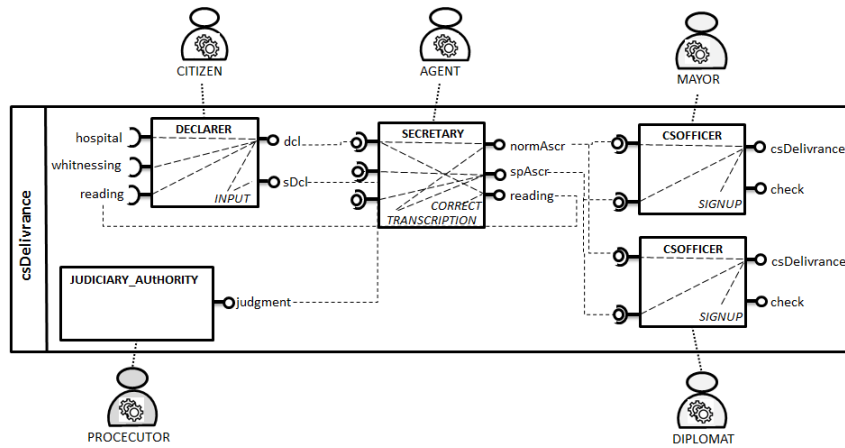 CITIZEN
AGENT
MAYOR
csDelivrance
DECLARER
hospital
whitnessing
reading
dcl
sDcl
INPUT
SECRETARY
normAscr
spAscr
reading
CORRECT
TRANSCRIPTION
CSOFFICER
csDelivrance
check
SIGNUP
CSOFFICER
csDelivrance
check
SIGNUP
JUDICIARY_AUtHORITY
judgment
PROCECUTOR
DIPLOMAT